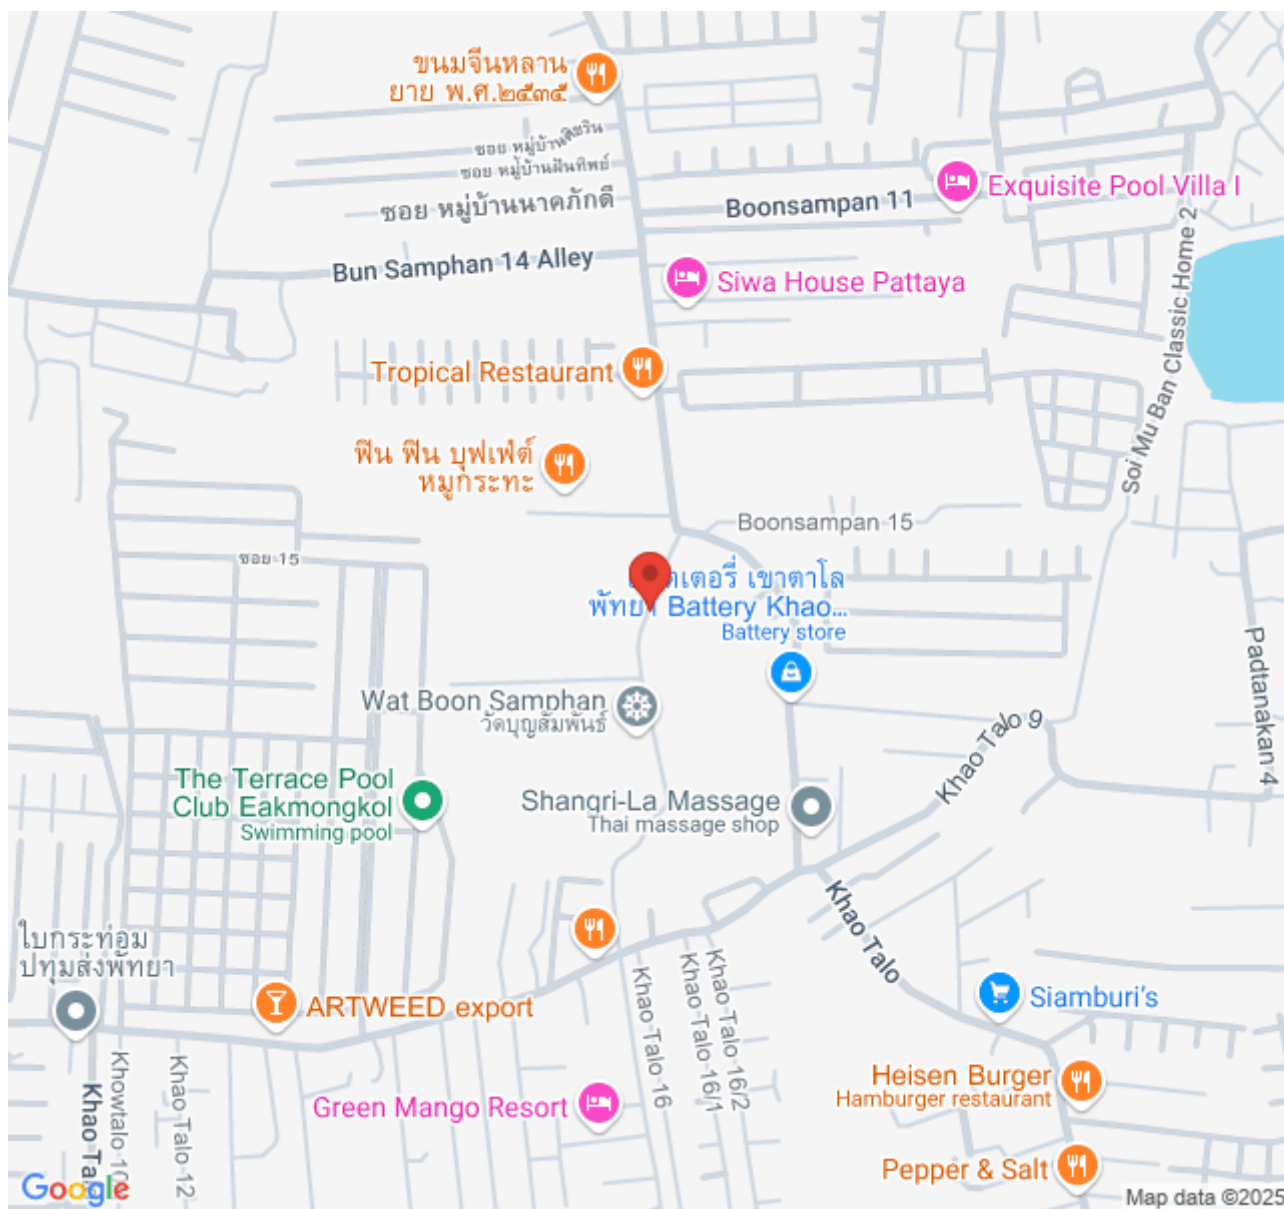 ขนมจีนหลาน
ยาย พ.ศ.๒๕๓๕
ซอย หมู่บ้านฝันทิพย์
ซอย หมู่บ้านนาคภักดี
Boonsampan 11
Exquisite Pool Villa I
Bun Samphan 14 Alley
Siwa House Pattaya
Soi Mu Ban Classic Home 2
Tropical Restaurant
ฟิน ฟิน บุฟเฟ่ต์
หมูกระทะ
Boonsampan 15
ซอย 15
เตอรี่ เขาตาโล
พัทยา Battery Khao...
Battery store
Padtanakan 4
Wat Boon Samphan
วัดบุญสัมพันธ์
Khao Talo 9
The Terrace Pool
Club Eakmongkol
Swimming pool
Shangri-La Massage
Thai massage shop
Khao Talo
ใบกระท่อม
ปทุมส่งพัทยา
ARTWEED export
Khao Talo 16
Khao Talo 16/1
Khao Talo 16/2
Siamburi's
Heisen Burger
Hamburger restaurant
Green Mango Resort
Khao Ta
Khowtalo 10
Khao Talo 12
Pepper & Salt
Google
Map data ©2025